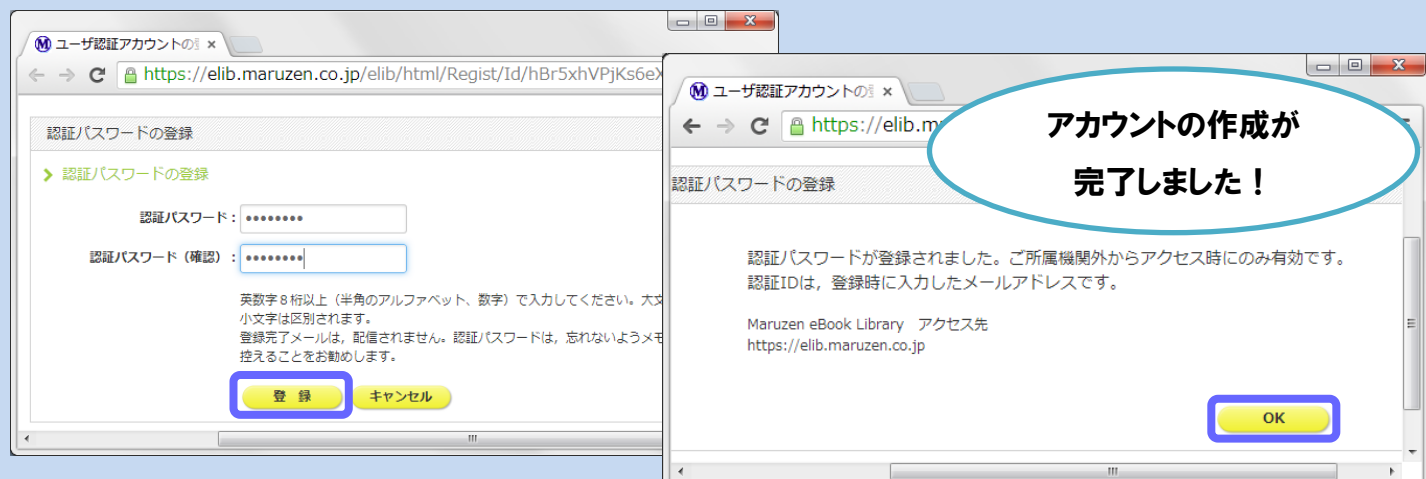 ユーザ認証アカウントの
https://elib.maruzen.co.jp/elib/html/Regist/Id/hBr5xhVPjKs6eX
認証パスワードの登録
認証パスワードの登録
認証パスワード：
認証パスワード（確認）：
英数字８桁以上（半角のアルファベット、数字）で入力してください。大文
小文字は区別されます。
登録完了メールは，配信されません。認証パスワードは，忘れないようメモ
控えることをお勧めします。
登 録
キャンセル
ユーザ認証アカウントの
https://elib.m
アカウントの作成が
完了しました！
認証パスワードの登録
認証パスワードが登録されました。ご所属機関外からアクセス時にのみ有効です。
認証IDは，登録時に入力したメールアドレスです。
Maruzen eBook Library　アクセス先
https://elib.maruzen.co.jp
OK